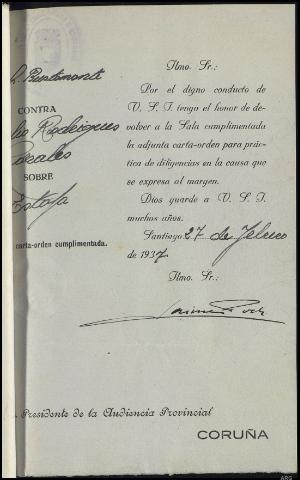 Bustamante
CONTRA
Rodrigues
SOBRE
Estafa
carta-orden cumplimentada.
Ilmo. Sr.:
Por el digno conducto de
V. S. I. tengo el honor de de-
volver a la Sala cumplimentada
la adjunta carta-orden para prác-
tica de diligencias en la causa que
se expresa al margen.
Dios guarde a V. S. I.
muchos años.
Santiago 27 de Febrero
de 1937
Ilmo. Sr.:
Presidente de la Audiencia Provincial
CORUÑA
ARG